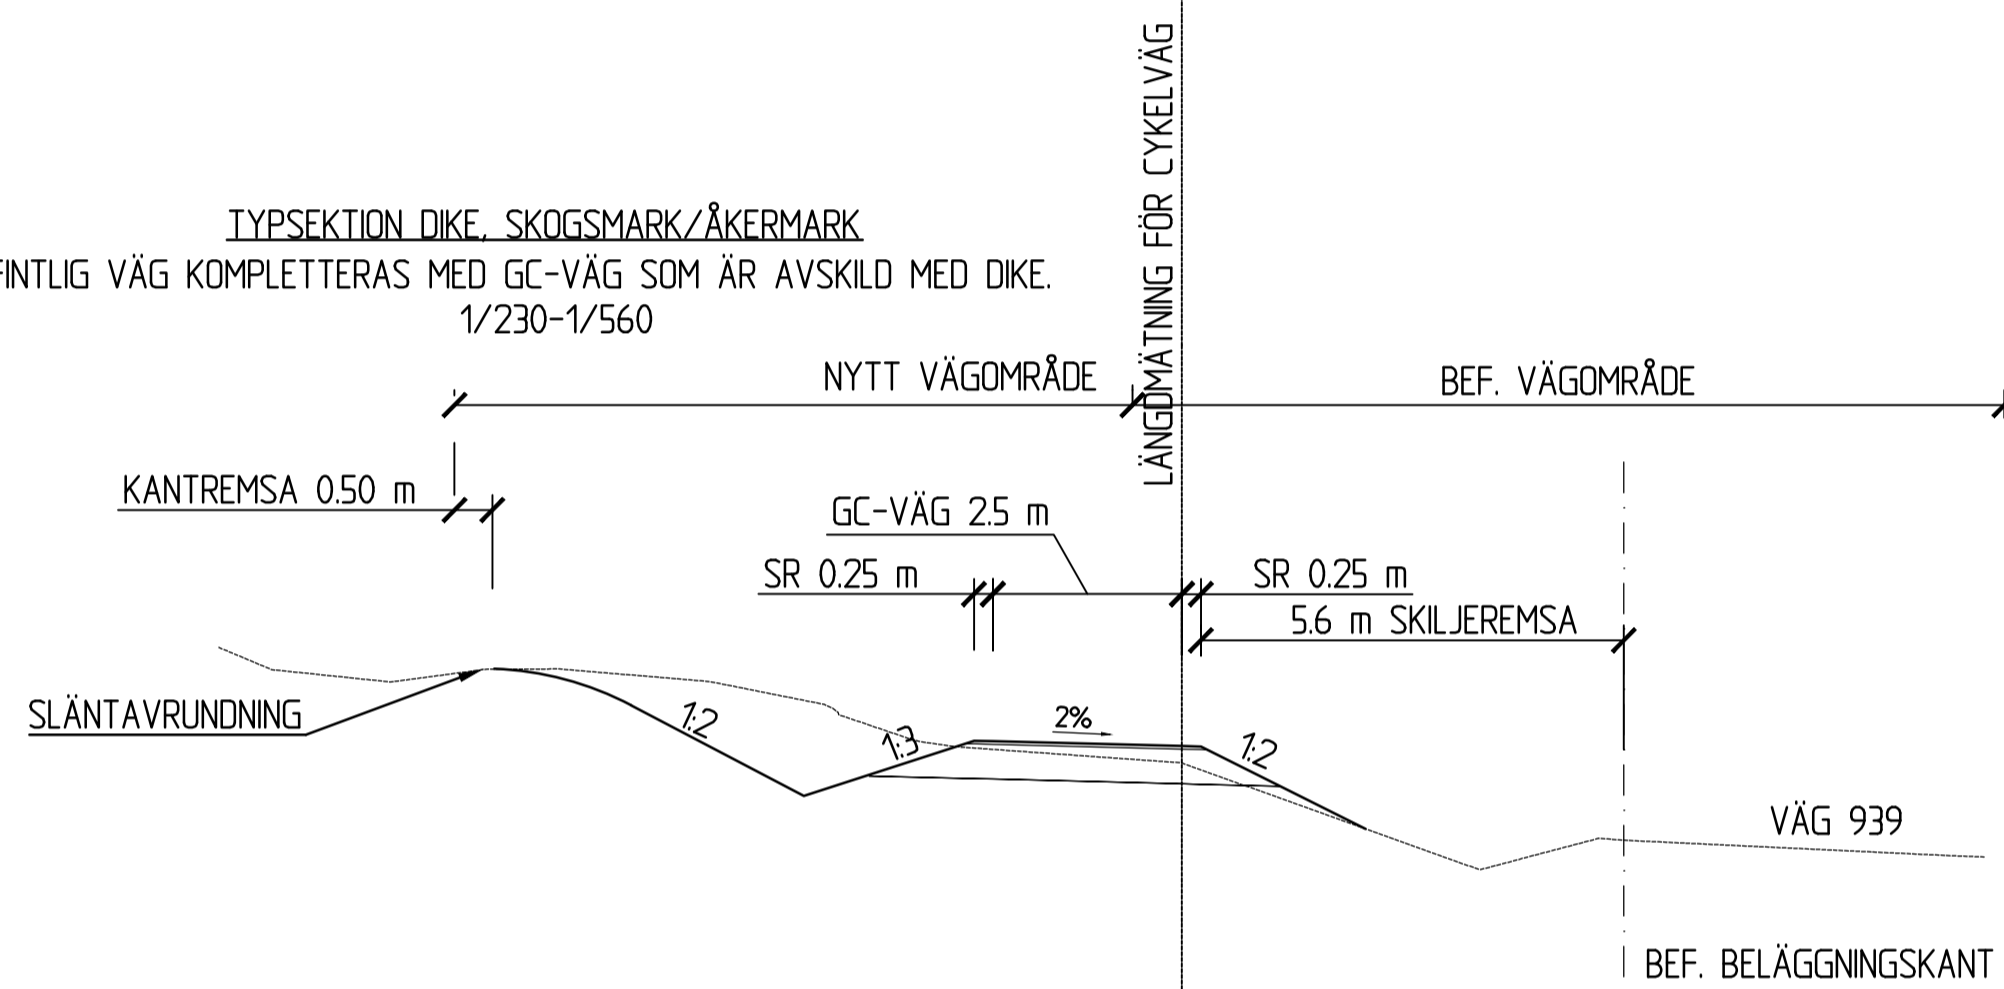 LÄNGDMÄTNING FÖR CYKELVÄG
TYPSEKTION DIKE, SKOGSMARK/ÅKERMARK
VÄG KOMPLETTERAS MED GC-VÄG SOM ÄR AVSKILD MED DIKE.
1/230-1/560
NYTT VÄGOMRÅDE
BEF. VÄGOMRÅDE
KANTREMSA 0.50 m
GC-VÄG 2.5 m
SR 0.25 m
SR 0.25 m
5.6 m SKILJEREMSA
SLÄNTAVRUNDNING
1:2
1:3
2%
1:2
VÄG 939
BEF. BELÄGGNINGSKANT